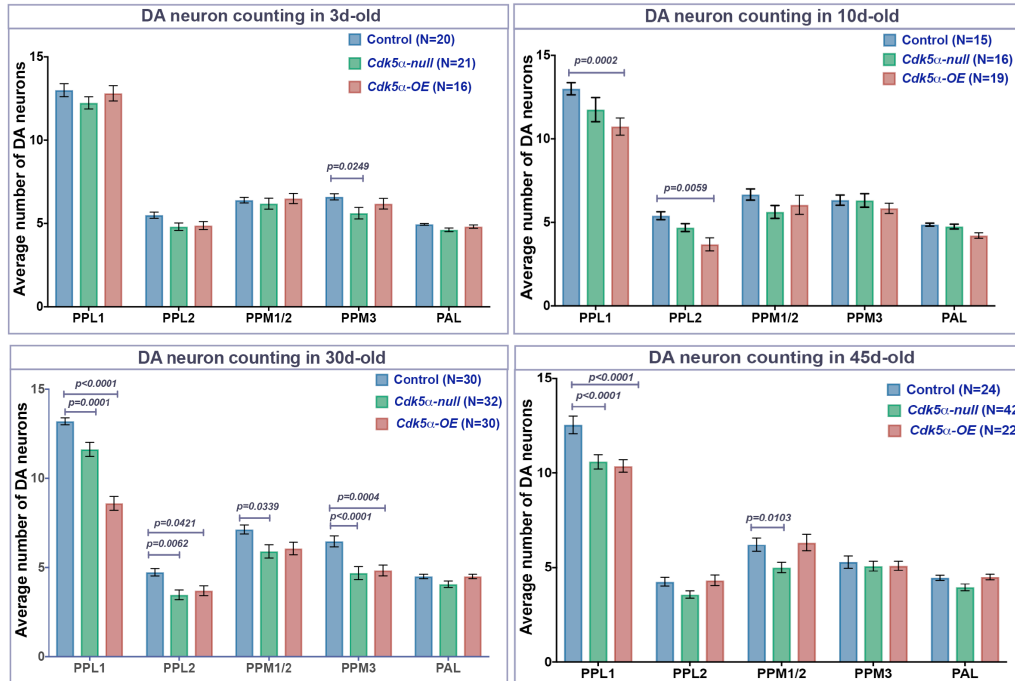 DA neuron counting in 3d-old
Control (N=20)
Cdk5α-null (N=21)
Cdk5α-OE (N=16)
Average number of DA neurons
15
10
5
0
p=0.0249
PPL1 PPL2 PPM1/2 PPM3 PAL
DA neuron counting in 10d-old
Control (N=15)
Cdk5α-null (N=16)
Cdk5α-OE (N=19)
Average number of DA neurons
15
10
5
0
p=0.0002
p=0.0059
PPL1 PPL2 PPM1/2 PPM3 PAL
DA neuron counting in 30d-old
Control (N=30)
Cdk5α-null (N=32)
Cdk5α-OE (N=30)
Average number of DA neurons
15
10
5
0
p<0.0001
p=0.0001
p=0.0421
p=0.0062
p=0.0339
p=0.0004
p<0.0001
PPL1 PPL2 PPM1/2 PPM3 PAL
DA neuron counting in 45d-old
Control (N=24)
Cdk5α-null (N=42
Cdk5α-OE (N=22
Average number of DA neurons
15
10
5
0
p<0.0001
p<0.0001
p=0.0103
PPL1 PPL2 PPM1/2 PPM3 PAL